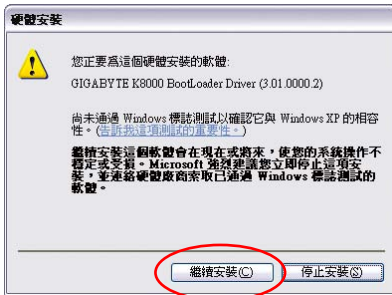 硬體安裝
您正要為這個硬體安裝的軟體:
GIGABYTE K8000 BootLoader Driver (3.01.0000.2)
尚未通過 Windows 標誌測試以確認它與 Windows XP 的相容
性。(告訴我這項測試的重要性。)
繼續安裝這個軟體會在現在或將來，使您的系統操作不
穩定或受損。Microsoft 強烈建議您立即停止這項安
裝，並連絡硬體廠商索取已通過 Windows 標誌測試的
軟體。
繼續安裝(C)
停止安裝(S)